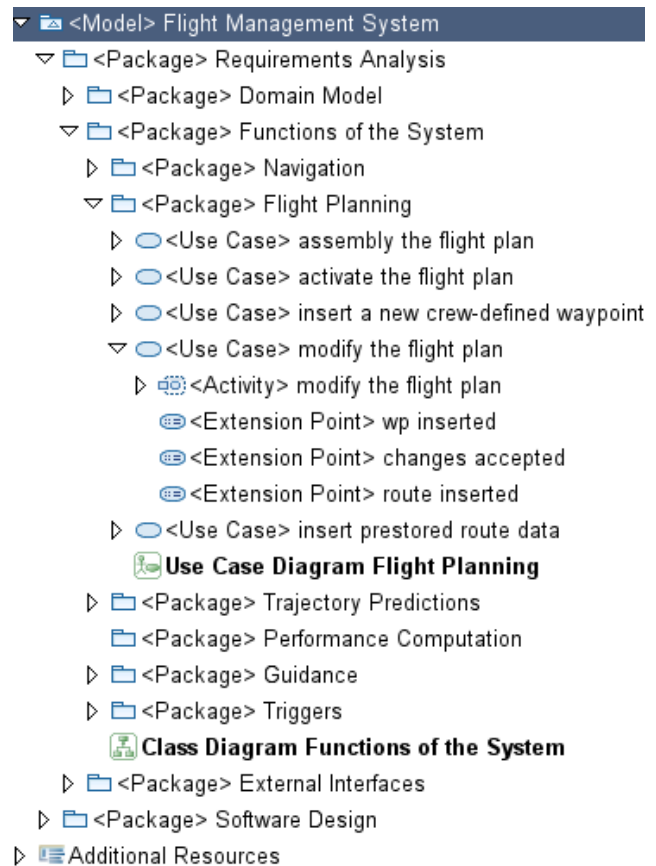 <Model> Flight Management System
<Package> Requirements Analysis
<Package> Domain Model
<Package> Functions of the System
<Package> Navigation
<Package> Flight Planning
<Use Case> assembly the flight plan
<Use Case> activate the flight plan
<Use Case> insert a new crew-defined waypoint
<Use Case> modify the flight plan
<Activity> modify the flight plan
<Extension Point> wp inserted
<Extension Point> changes accepted
<Extension Point> route inserted
<Use Case> insert prestored route data
Use Case Diagram Flight Planning
<Package> Trajectory Predictions
<Package> Performance Computation
<Package> Guidance
<Package> Triggers
Class Diagram Functions of the System
<Package> External Interfaces
<Package> Software Design
Additional Resources